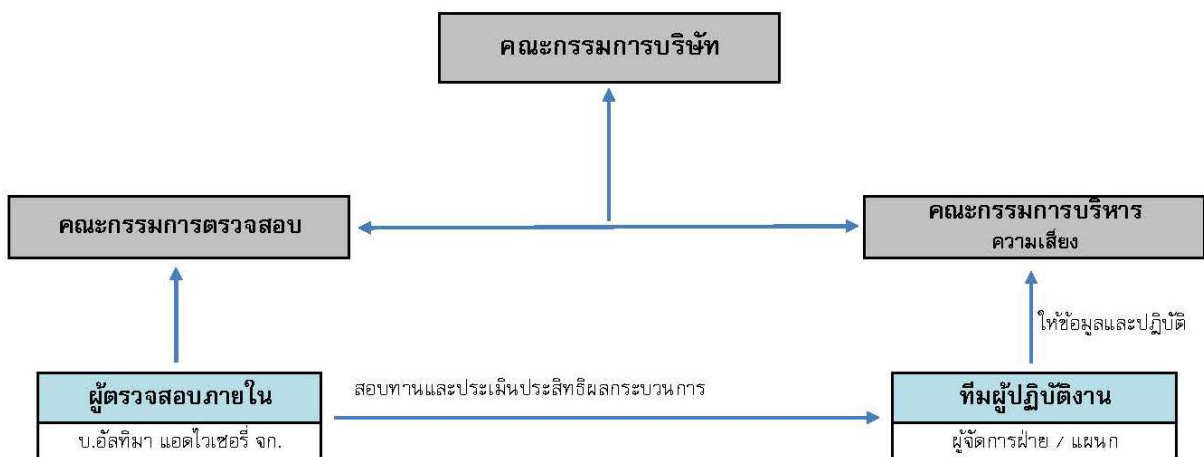 คณะกรรมการบริษัท
คณะกรรมการตรวจสอบ
คณะกรรมการบริหาร
ความเสี่ยง
ให้ข้อมูลและปฎิบัติ
ผู้ตรวจสอบภายใน
บ.อัลทิมา แอดไวเซอรี่ จก.
สอบทานและประเมินประสิทธิผลกระบวนการ
ทีมผู้ปฏิบัติงาน
ผู้จัดการฝ่าย / แผนก